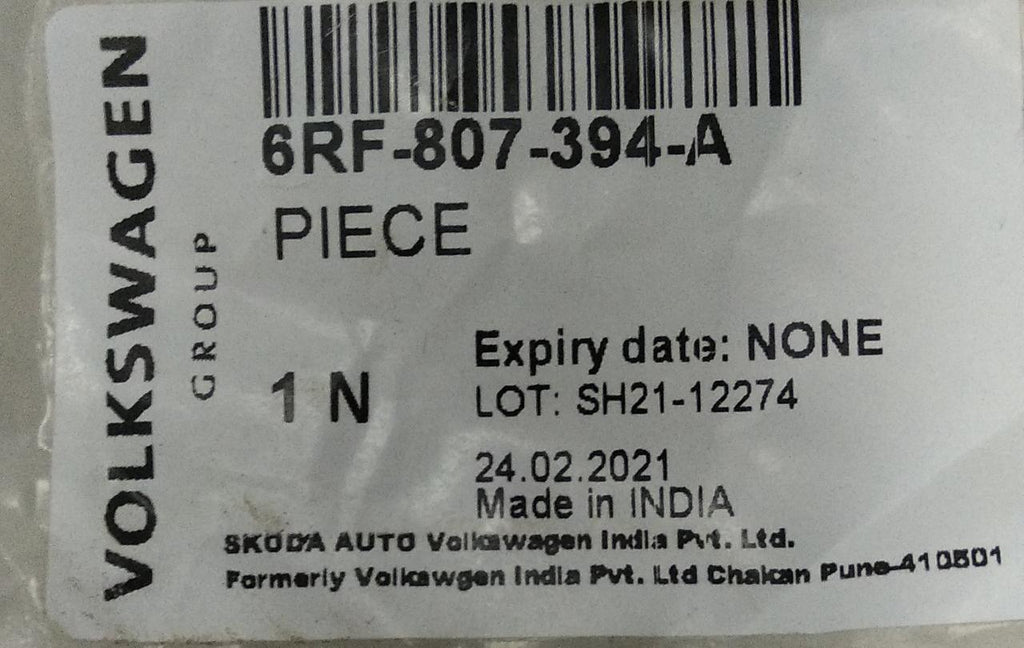 VOLKSWAGEN
GROUP
6RF-807-394-A
PIECE
1 N
Expiry date: NONE
LOT: SH21-12274
24.02.2021
Made in INDIA
SKODA AUTO Volkswagen India Pvt. Ltd.
Formerly Volkswgen India Pvt. Ltd Chakan Pune-410501